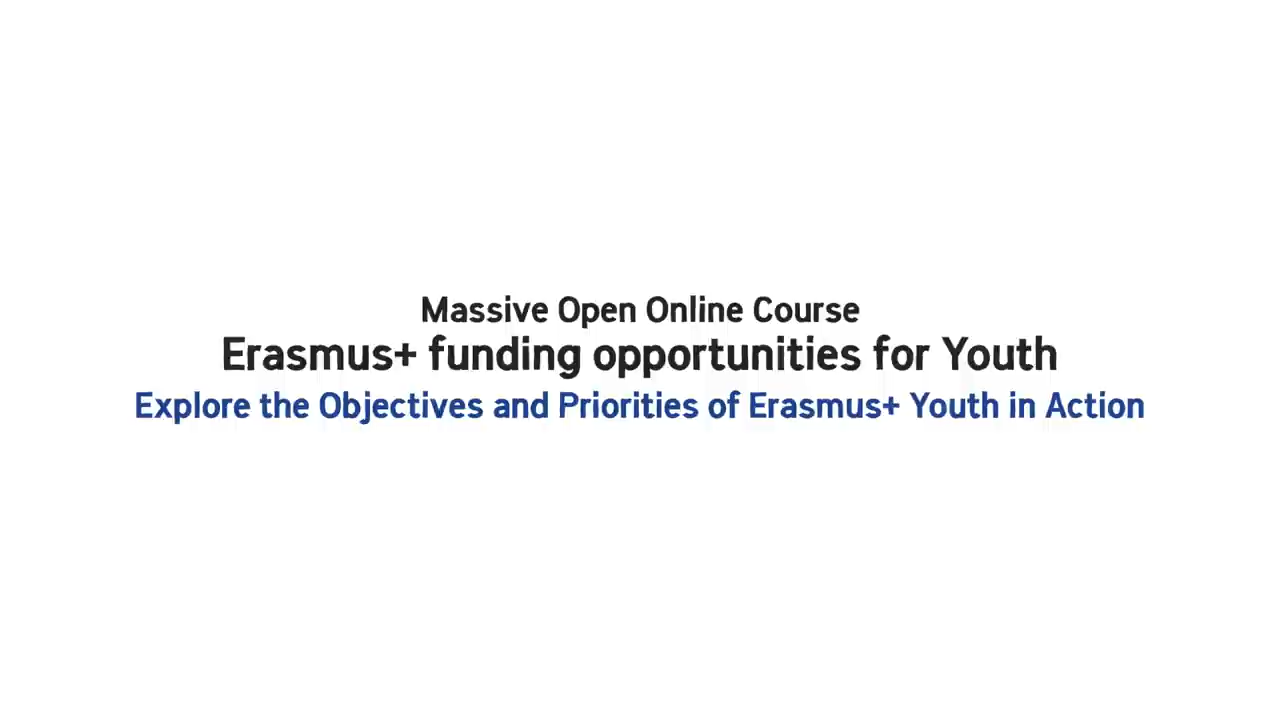 Massive Open Online Course
Erasmus+ funding opportunities for Youth
Explore the Objectives and Priorities of Erasmus+ Youth in Action